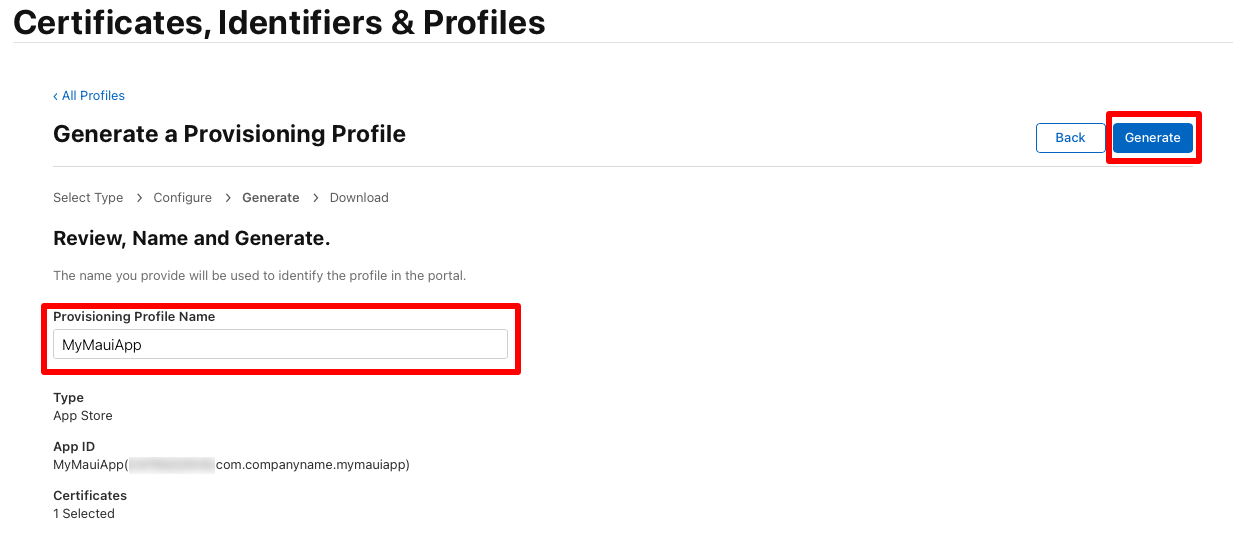 Certificates, Identifiers & Profiles
‹ All Profiles
Generate a Provisioning Profile
Back
Generate
Select Type > Configure > Generate > Download
Review, Name and Generate.
The name you provide will be used to identify the profile in the portal.
Provisioning Profile Name
MyMauiApp
Type
App Store
App ID
MyMauiApp( com.companyname.mymauiapp)
Certificates
1 Selected